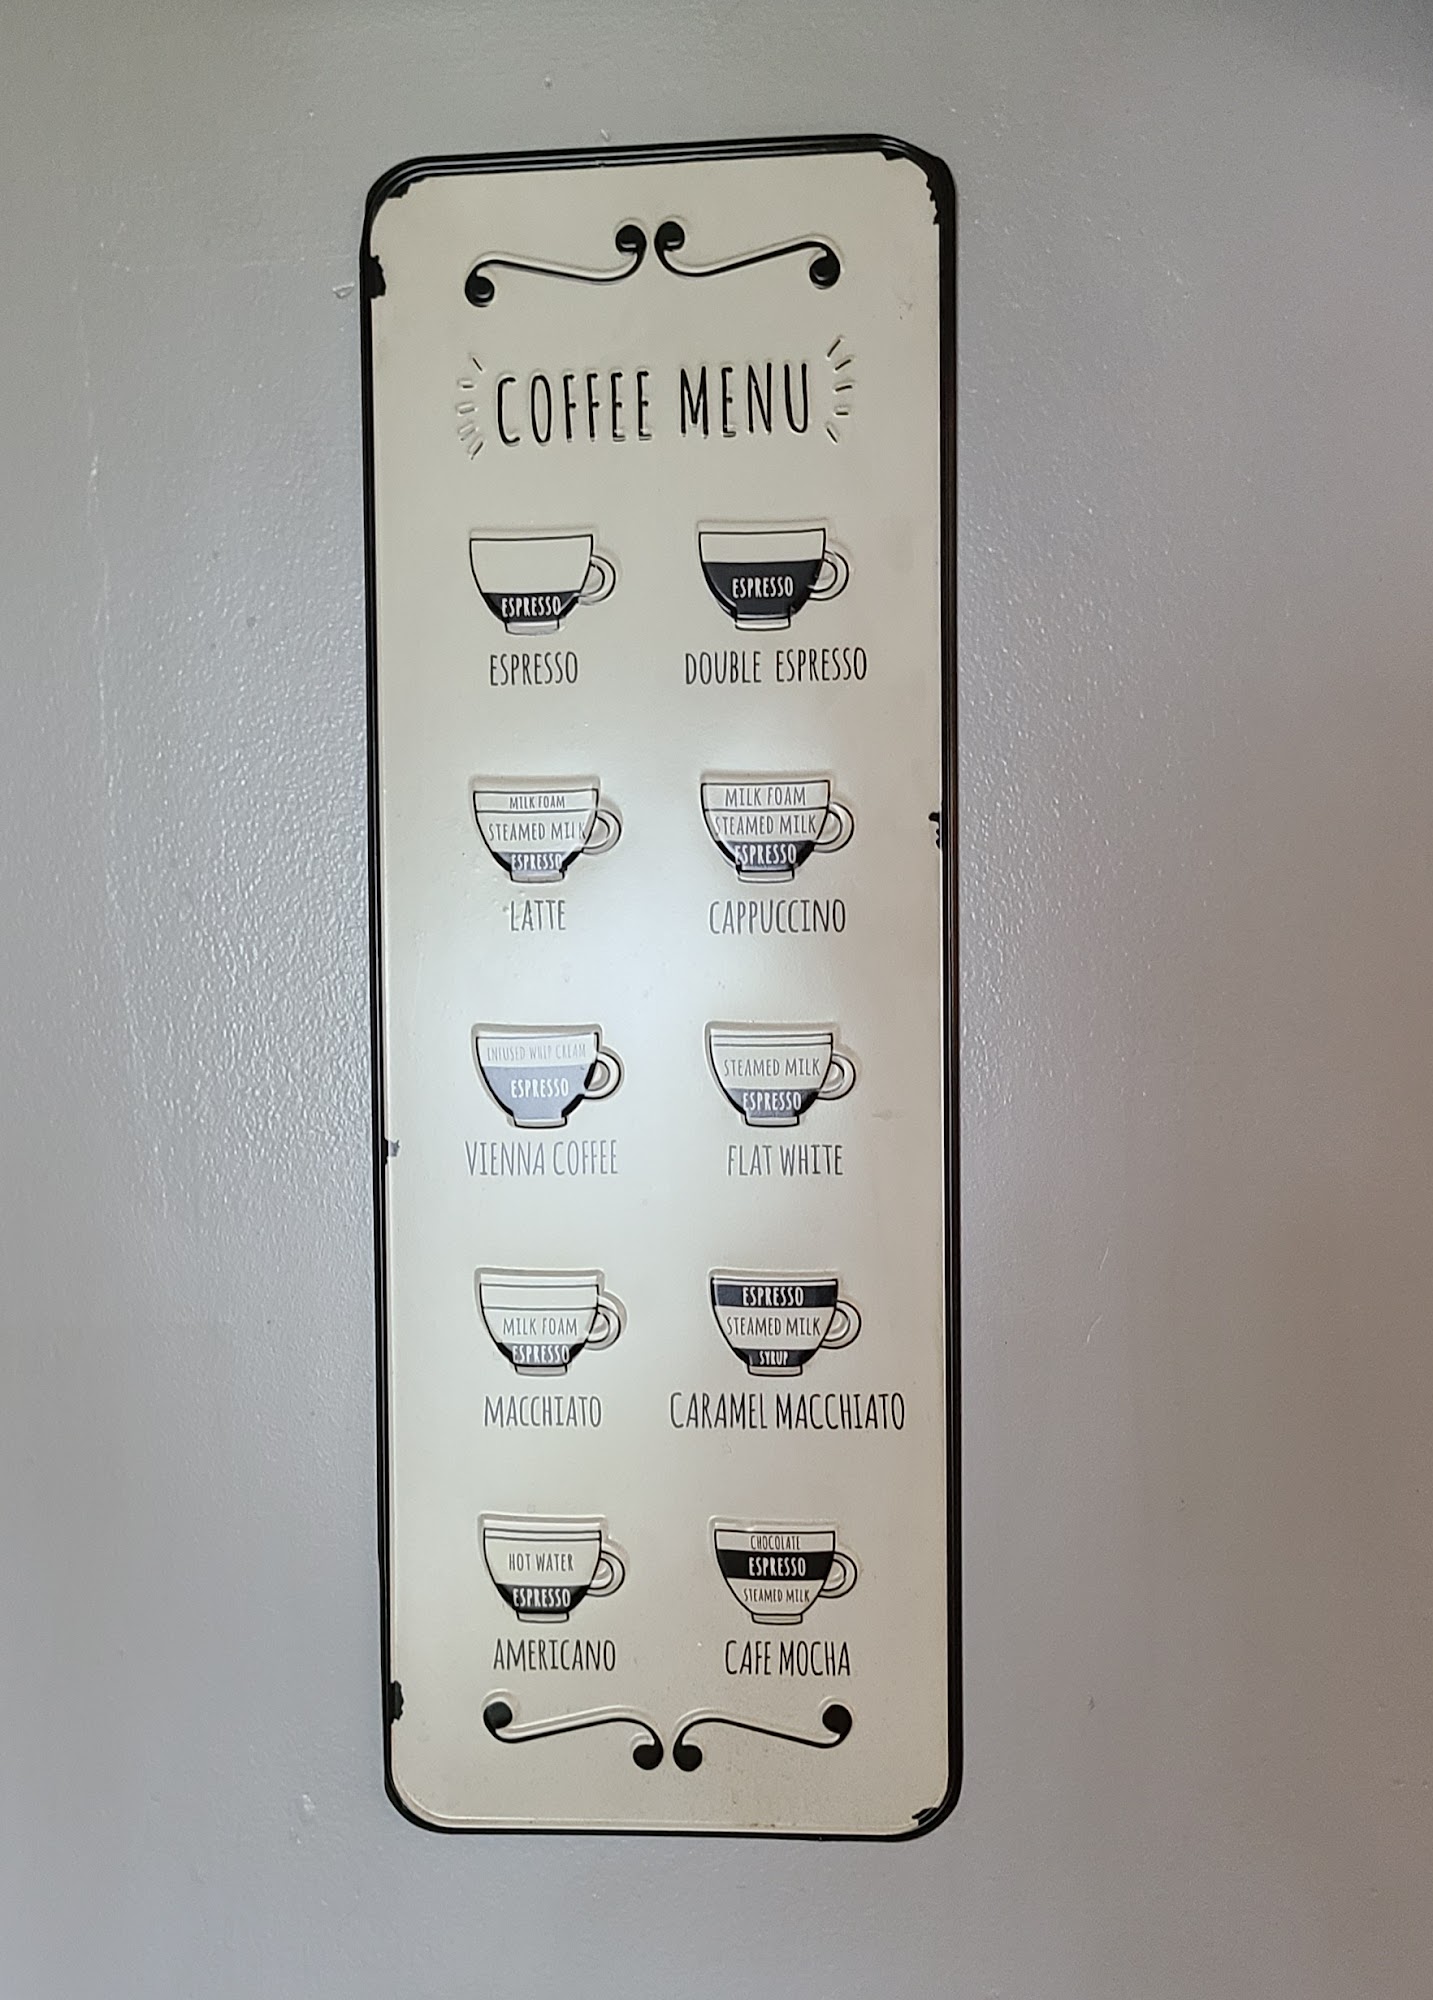 COFFEE MENU
ESPRESSO
ESPRESSO
ESPRESSO
DOUBLE ESPRESSO
MILK FOAM
STEAMED MILK
ESPRESSO
LATTE
MILK FOAM
STEAMED MILK
ESPRESSO
CAPPUCCINO
INFUSED WHIP CREAM
ESPRESSO
VIENNA COFFEE
STEAMED MILK
ESPRESSO
FLAT WHITE
MILK FOAM
ESPRESSO
MACCHIATO
ESPRESSO
STEAMED MILK
SYRUP
CARAMEL MACCHIATO
HOT WATER
ESPRESSO
AMERICANO
CHOCOLATE
ESPRESSO
STEAMED MILK
CAFE MOCHA